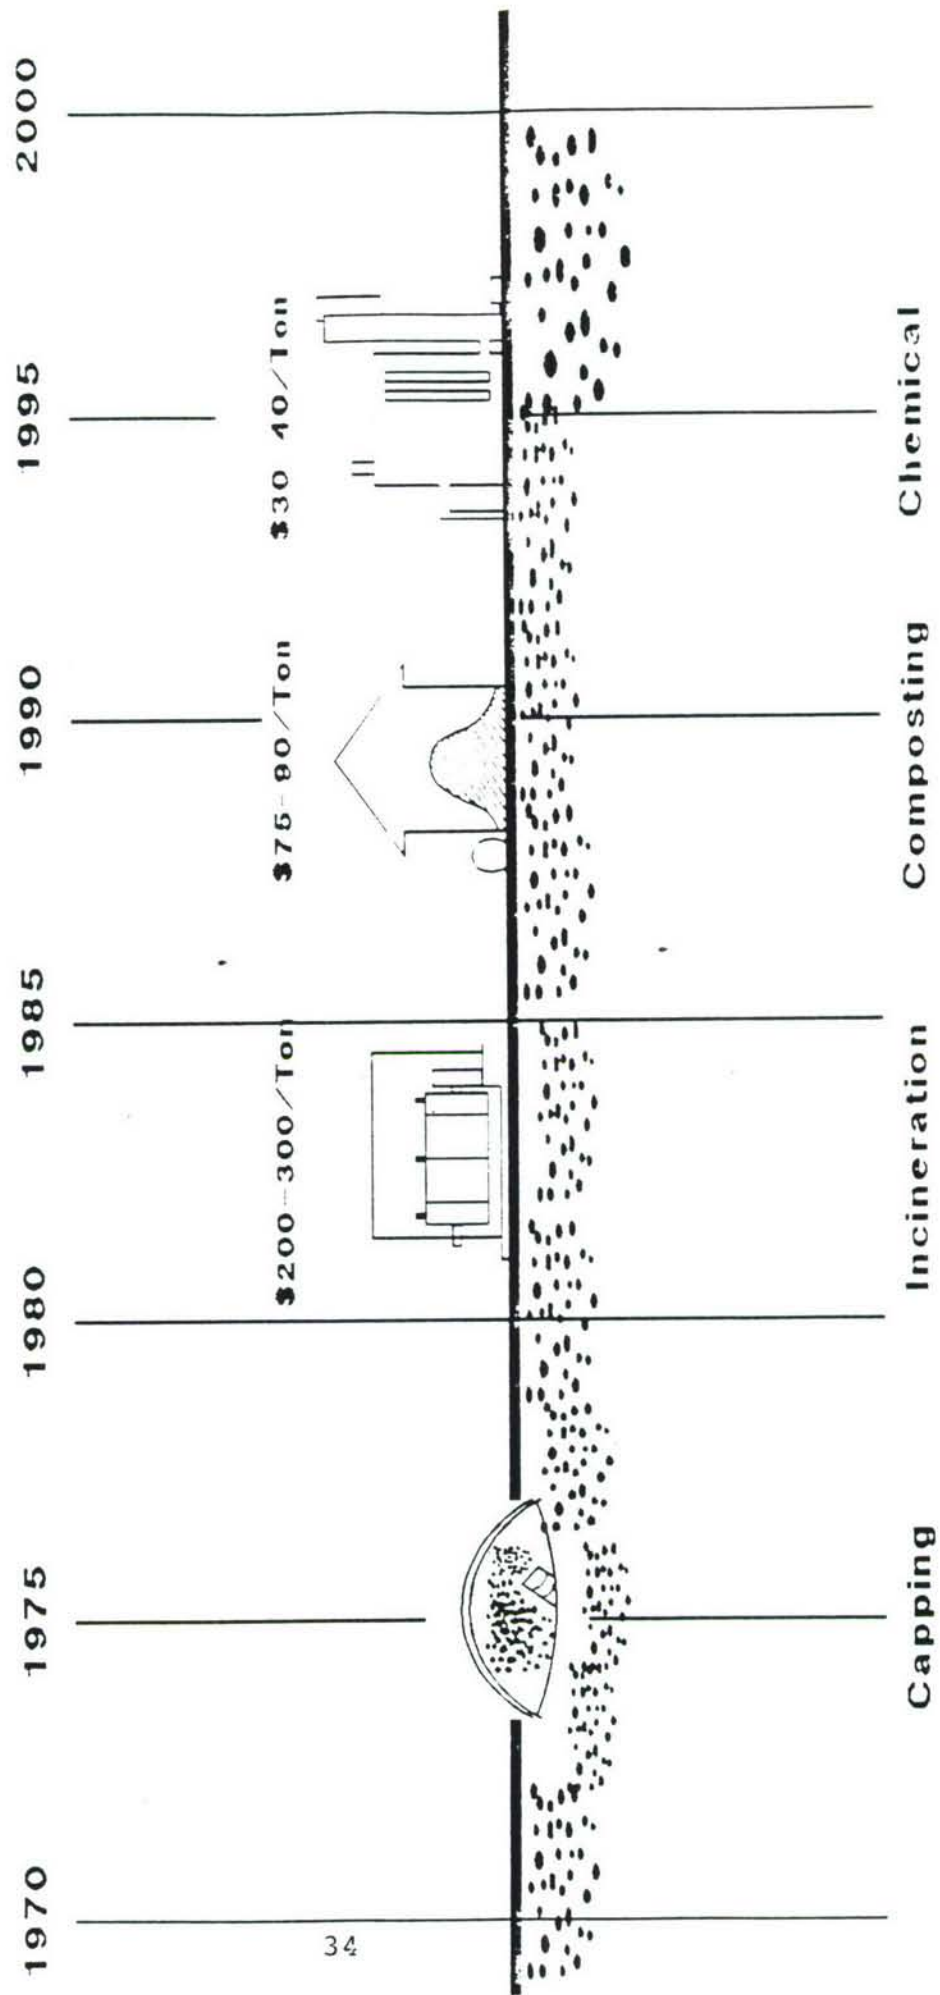 1970 1975 1980 1985 1990 1995 2000
$200-300/Ton $75-90/Ton $30 40/Ton
Capping Incineration Composting Chemical
34